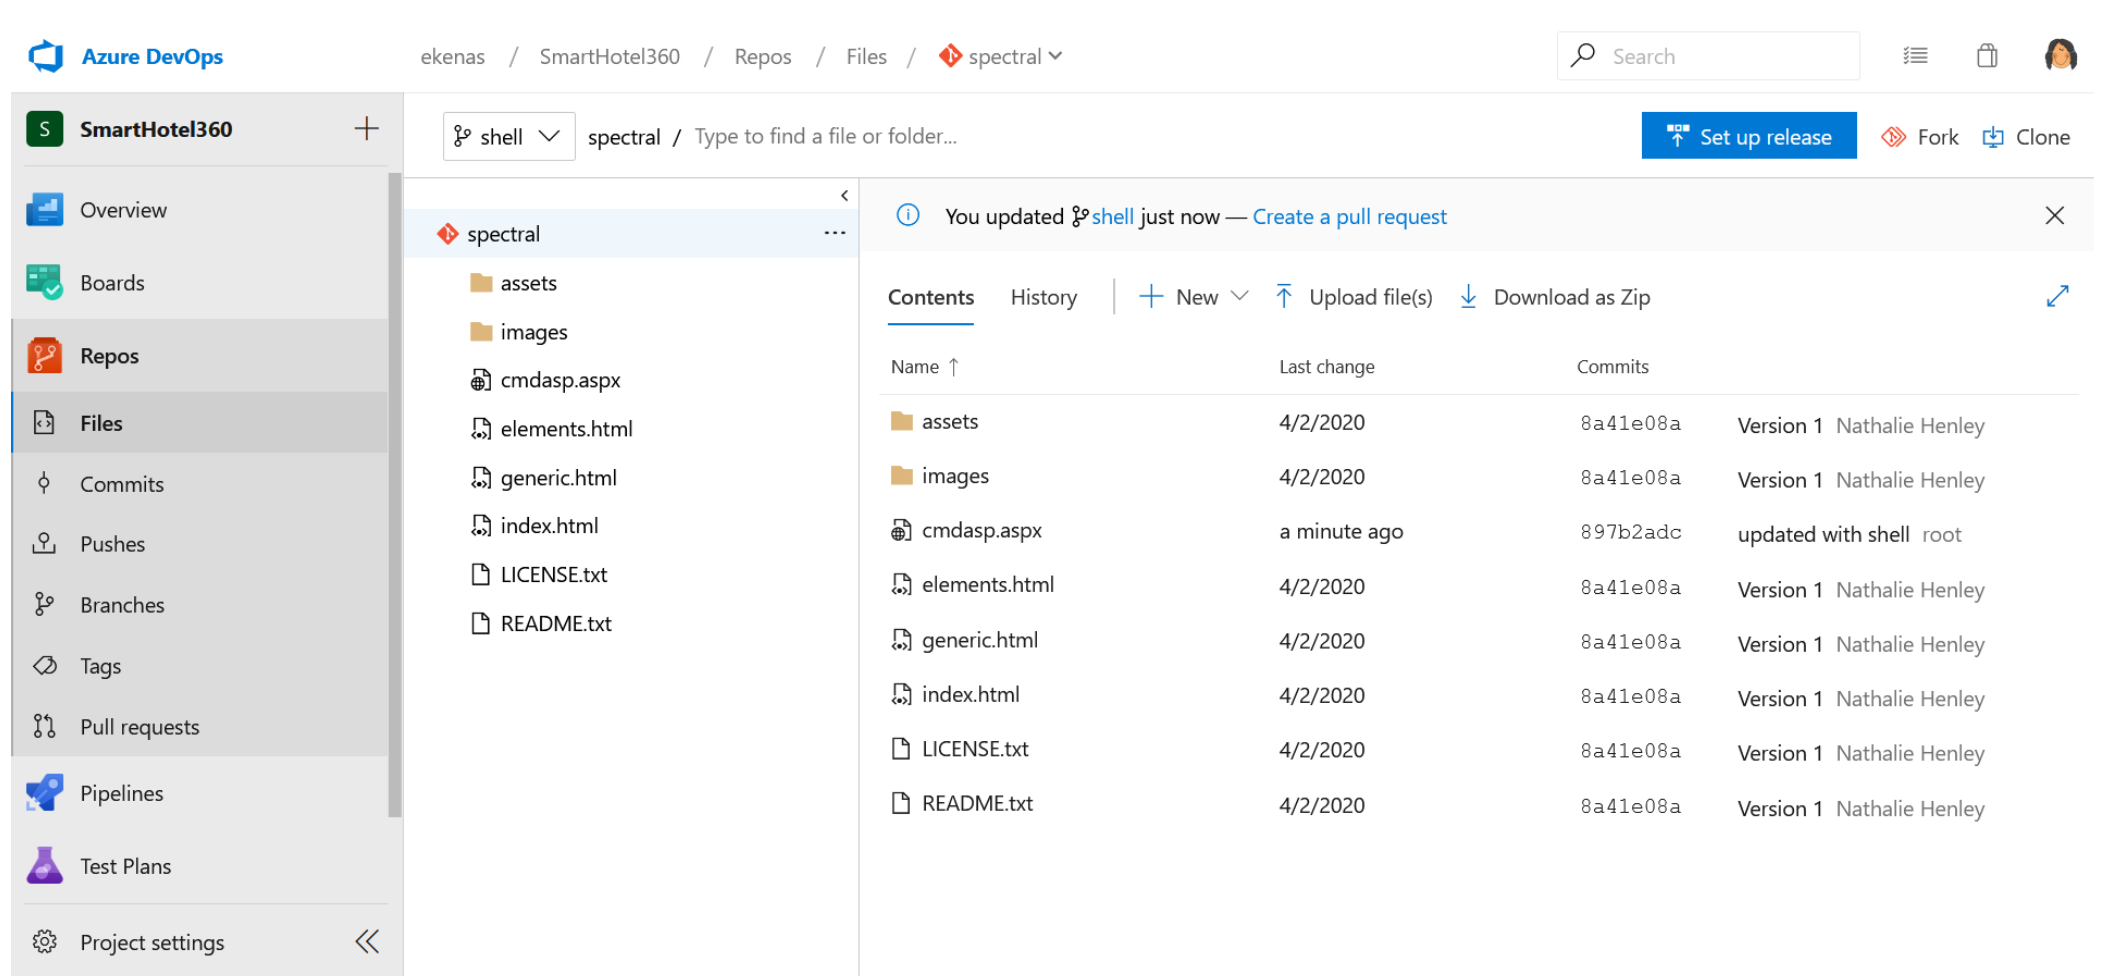 Azure DevOps
ekenas / SmartHotel360 / Repos / Files / spectral
Search
S SmartHotel360
shell
spectral / Type to find a file or folder...
Set up release
Fork
Clone
Overview
Boards
Repos
Files
Commits
Pushes
Branches
Tags
Pull requests
Pipelines
Test Plans
Project settings
spectral
assets
images
cmdasp.aspx
elements.html
generic.html
index.html
LICENSE.txt
README.txt
You updated shell just now — Create a pull request
Contents History New Upload file(s) Download as Zip
Name Last change Commits
assets 4/2/2020 8a41e08a Version 1 Nathalie Henley
images 4/2/2020 8a41e08a Version 1 Nathalie Henley
cmdasp.aspx a minute ago 897b2adc updated with shell root
elements.html 4/2/2020 8a41e08a Version 1 Nathalie Henley
generic.html 4/2/2020 8a41e08a Version 1 Nathalie Henley
index.html 4/2/2020 8a41e08a Version 1 Nathalie Henley
LICENSE.txt 4/2/2020 8a41e08a Version 1 Nathalie Henley
README.txt 4/2/2020 8a41e08a Version 1 Nathalie Henley